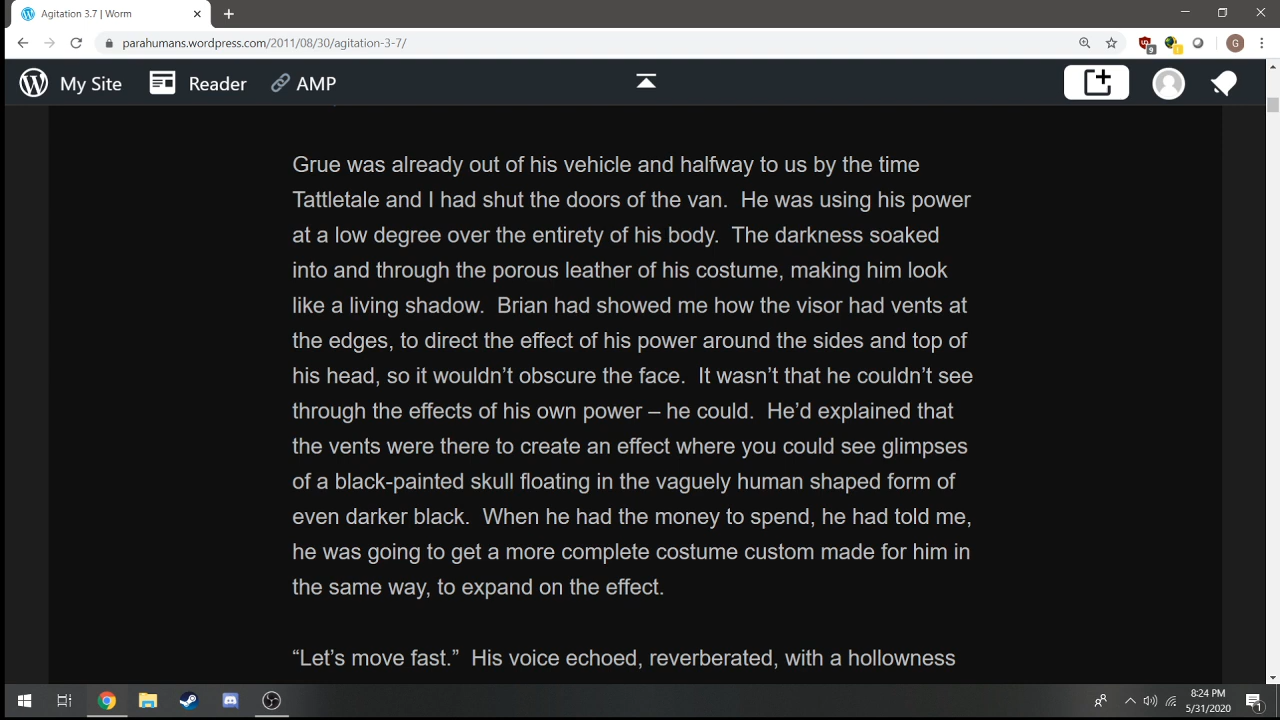 Agitation 3.7 | Worm
parahumans.wordpress.com/2011/08/30/agitation-3-7/
9
G
My Site
Reader
AMP
Grue was already out of his vehicle and halfway to us by the time
Tattletale and I had shut the doors of the van.  He was using his power
at a low degree over the entirety of his body.  The darkness soaked
into and through the porous leather of his costume, making him look
like a living shadow.  Brian had showed me how the visor had vents at
the edges, to direct the effect of his power around the sides and top of
his head, so it wouldn’t obscure the face.  It wasn’t that he couldn’t see
through the effects of his own power – he could.  He’d explained that
the vents were there to create an effect where you could see glimpses
of a black-painted skull floating in the vaguely human shaped form of
even darker black.  When he had the money to spend, he had told me,
he was going to get a more complete costume custom made for him in
the same way, to expand on the effect.
“Let’s move fast.”  His voice echoed, reverberated, with a hollowness
8:24 PM
5/31/2020
1